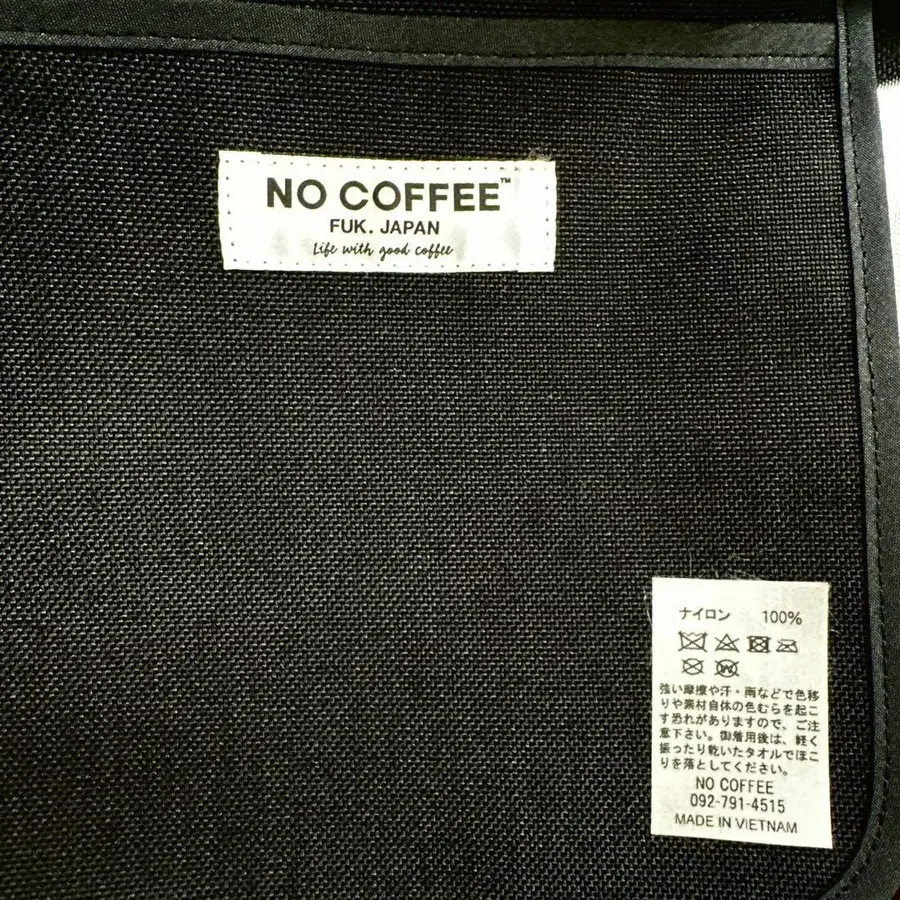 NO COFFEE™
FUK. JAPAN
Life with good coffee
ナイロン 100%
強い摩擦や汗・雨などで色移
りや素材自体の色むらを起こ
す恐れがありますので、ご注
意下さい。御着用後は、軽く
振ったり乾いたタオルでほこ
りを落としてください。
NO COFFEE
092-791-4515
MADE IN VIETNAM